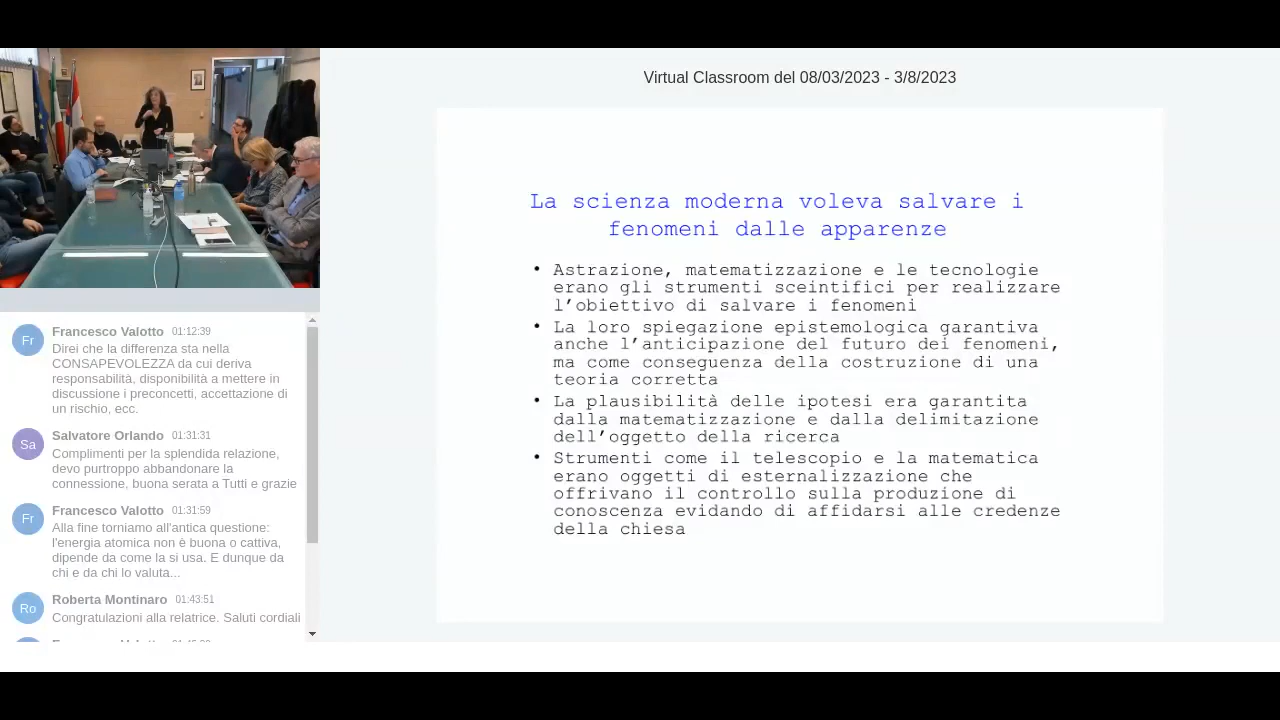 Virtual Classroom del 08/03/2023 - 3/8/2023
La scienza moderna voleva salvare i
fenomeni dalle apparenze
• Astrazione, matematizzazione e le tecnologie
erano gli strumenti sceintifici per realizzare
l’obiettivo di salvare i fenomeni
• La loro spiegazione epistemologica garantiva
anche l’anticipazione del futuro dei fenomeni,
ma come conseguenza della costruzione di una
teoria corretta
• La plausibilità delle ipotesi era garantita
dalla matematizzazione e dalla delimitazione
dell’oggetto della ricerca
• Strumenti come il telescopio e la matematica
erano oggetti di esternalizzazione che
offrivano il controllo sulla produzione di
conoscenza evidando di affidarsi alle credenze
della chiesa
Fr
Francesco Valotto 01:12:39
Direi che la differenza sta nella
CONSAPEVOLEZZA da cui deriva
responsabilità, disponibilità a mettere in
discussione i preconcetti, accettazione di
un rischio, ecc.
Sa
Salvatore Orlando 01:31:31
Complimenti per la splendida relazione,
devo purtroppo abbandonare la
connessione, buona serata a Tutti e grazie
Fr
Francesco Valotto 01:31:59
Alla fine torniamo all'antica questione:
l'energia atomica non è buona o cattiva,
dipende da come la si usa. E dunque da
chi e da chi lo valuta...
Ro
Roberta Montinaro 01:43:51
Congratulazioni alla relatrice. Saluti cordiali